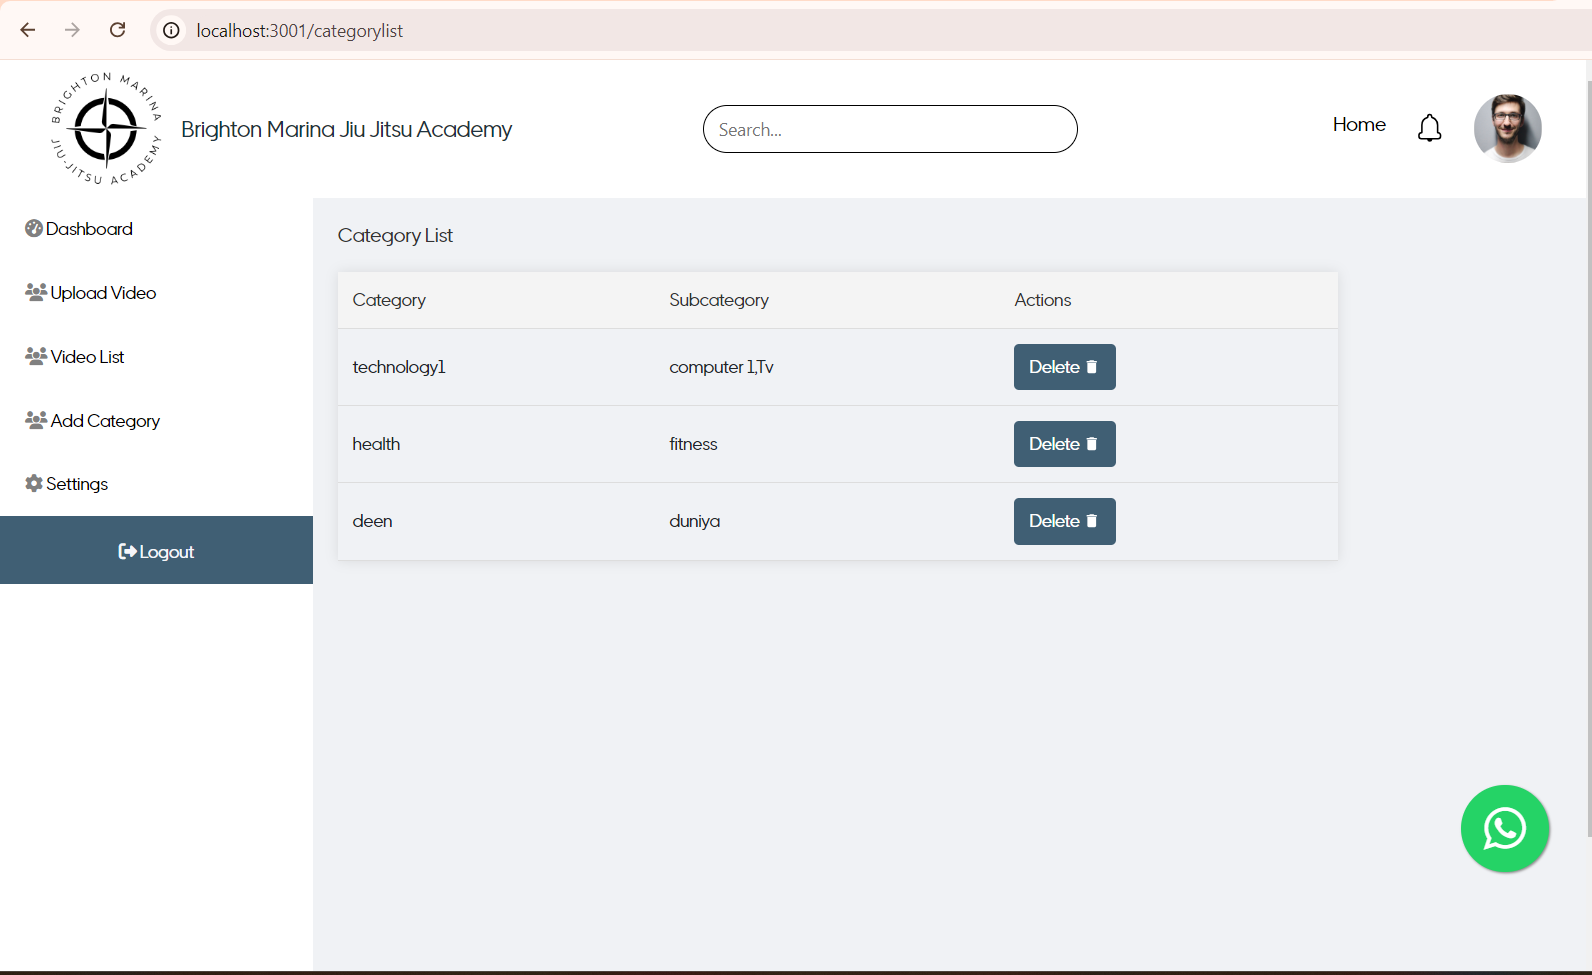 localhost:3001/categorylist
BRIGHTON MARINA
JIU-JITSU ACADEMY
Brighton Marina Jiu Jitsu Academy
Search...
Home
Dashboard
Upload Video
Video List
Add Category
Settings
Logout
Category List
Category Subcategory Actions
technology1 computer 1,Tv Delete
health fitness Delete
deen duniya Delete